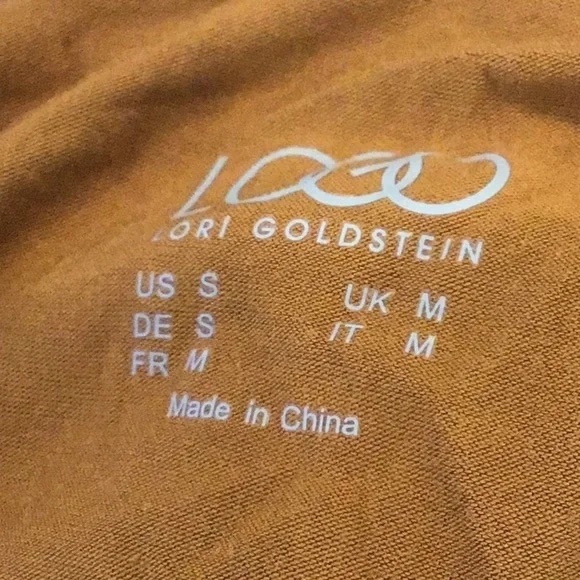 LOGO
LORI GOLDSTEIN
US S UK M
DE S IT M
FR M
Made in China